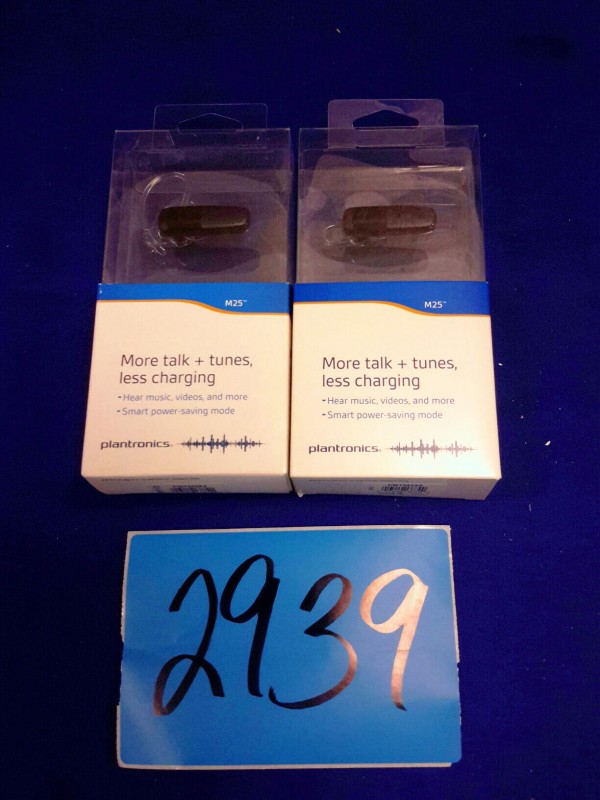 M25™
More talk + tunes,
less charging
-Hear music, videos, and more
-Smart power-saving mode
plantronics®
M25™
More talk + tunes,
less charging
-Hear music, videos, and more
-Smart power-saving mode
plantronics®
2939